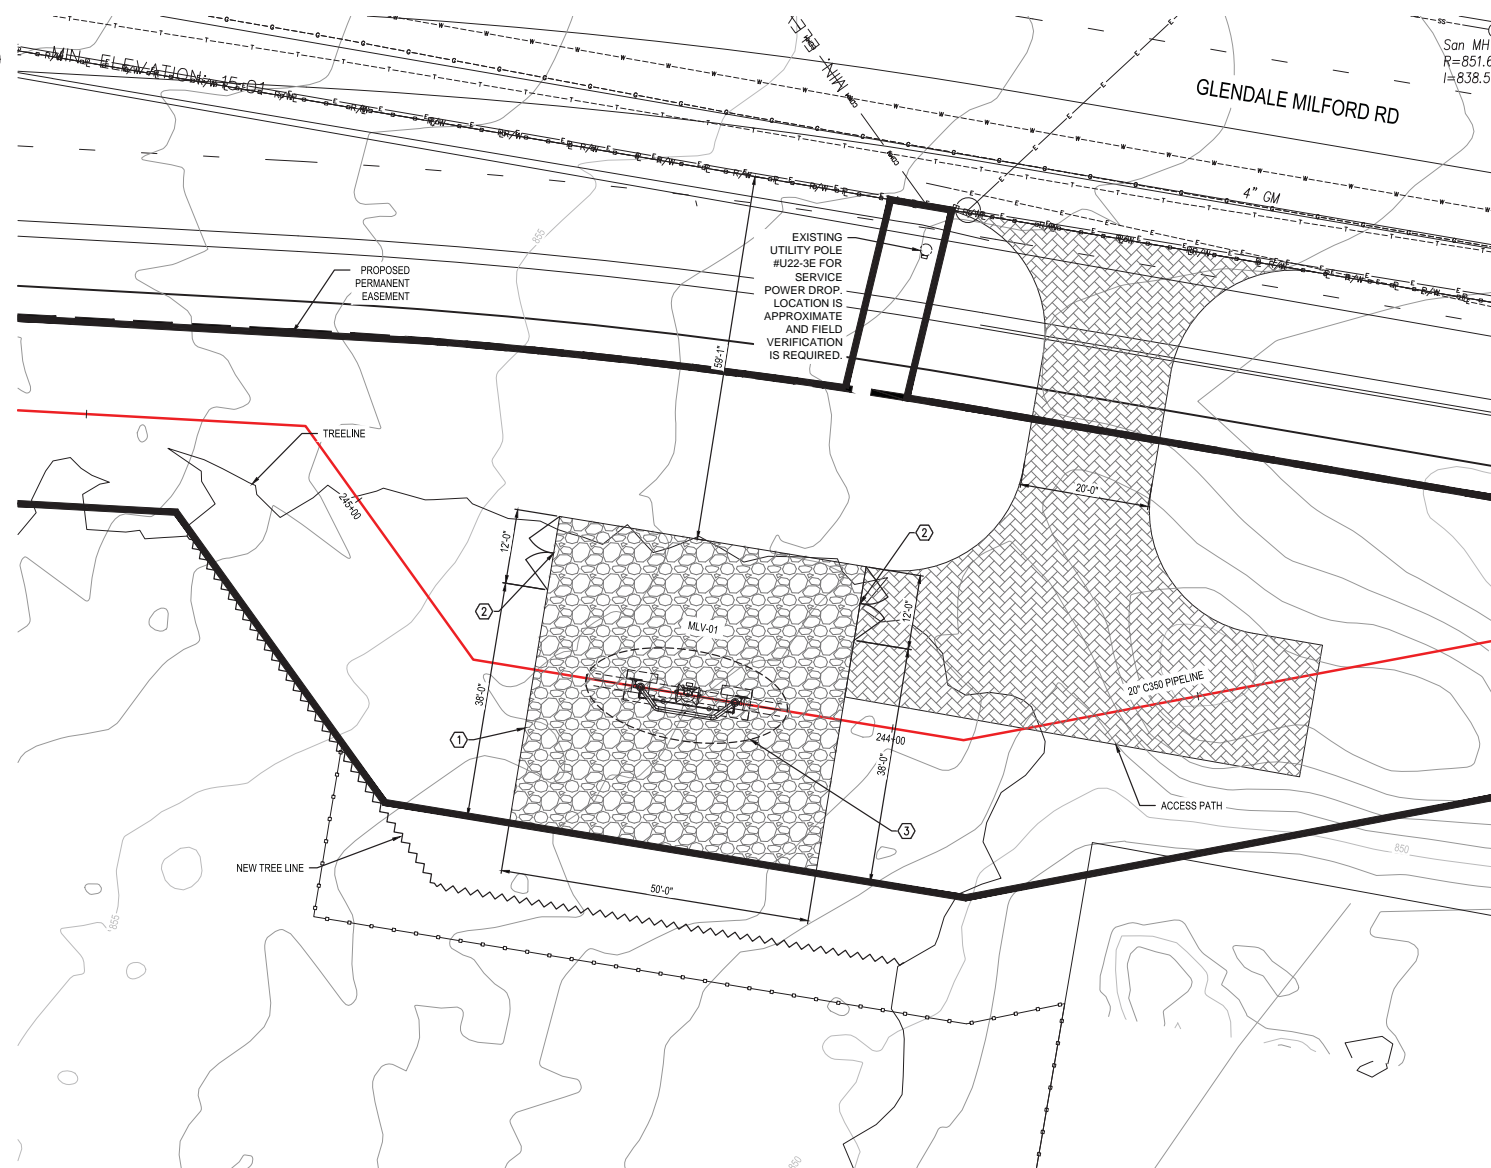 San MH
R=851.6
I=838.5
MIN. ELEVATION: 15.01
MIN.
GLENDALE MILFORD RD
4" GM
855
EXISTING
UTILITY POLE
#U22-3E FOR
SERVICE
POWER DROP.
LOCATION IS
APPROXIMATE
AND FIELD
VERIFICATION
IS REQUIRED.
PROPOSED
PERMANENT
EASEMENT
59'-1"
TREELINE
245+00
20'-0"
12'-0"
2
2
12'-0"
MLV-01
38'-0"
20" C350 PIPELINE
1
244+00
38'-0"
ACCESS PATH
3
NEW TREE LINE
850
50'-0"
855
850